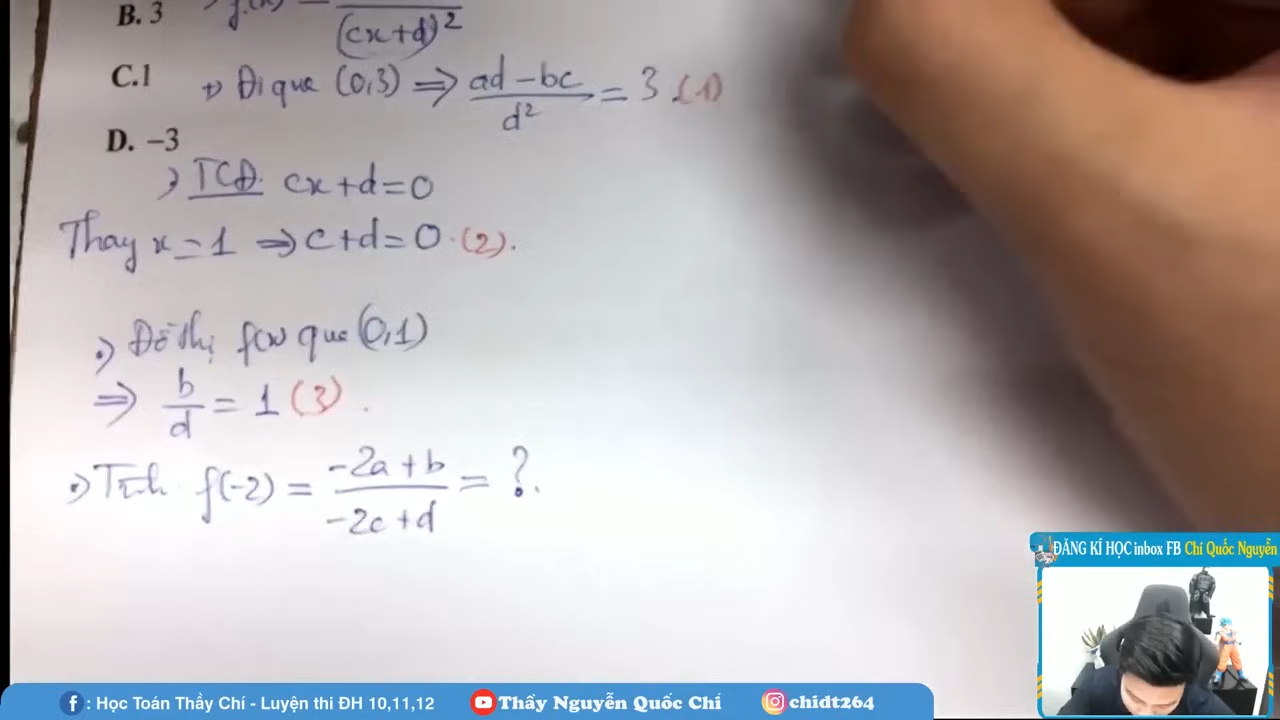 B. 3
(cx+d)²
C.1 +) Đi qua (0,3) ⇒ (ad-bc)/d² = 3 (1)
D. −3
TCĐ. cx+d=0
Thay x=1 ⇒ c+d=0. (2).
•) Đồ thị f(x) qua (0,1)
⇒ b/d = 1 (3).
•) Tính f(-2) = (-2a+b)/(-2c+d) = ?.
ĐĂNG KÍ HỌC inbox FB Chí Quốc Nguyễn
f : Học Toán Thầy Chí - Luyện thi ĐH 10,11,12 Thầy Nguyễn Quốc Chí chidt264